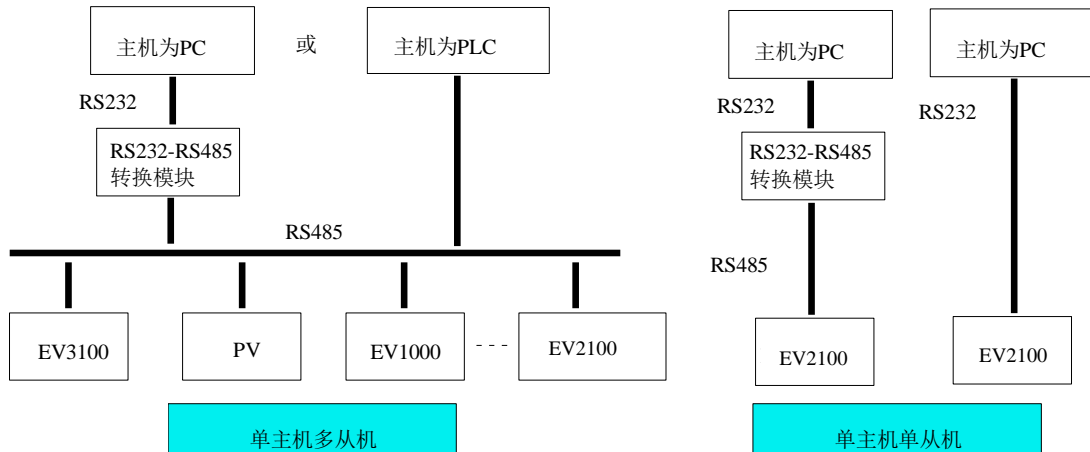 主机为PC
或
主机为PLC
RS232
RS232-RS485
转换模块
RS485
EV3100
PV
EV1000
- - -
EV2100
单主机多从机
主机为PC
主机为PC
RS232
RS232
RS232-RS485
转换模块
RS485
EV2100
EV2100
单主机单从机